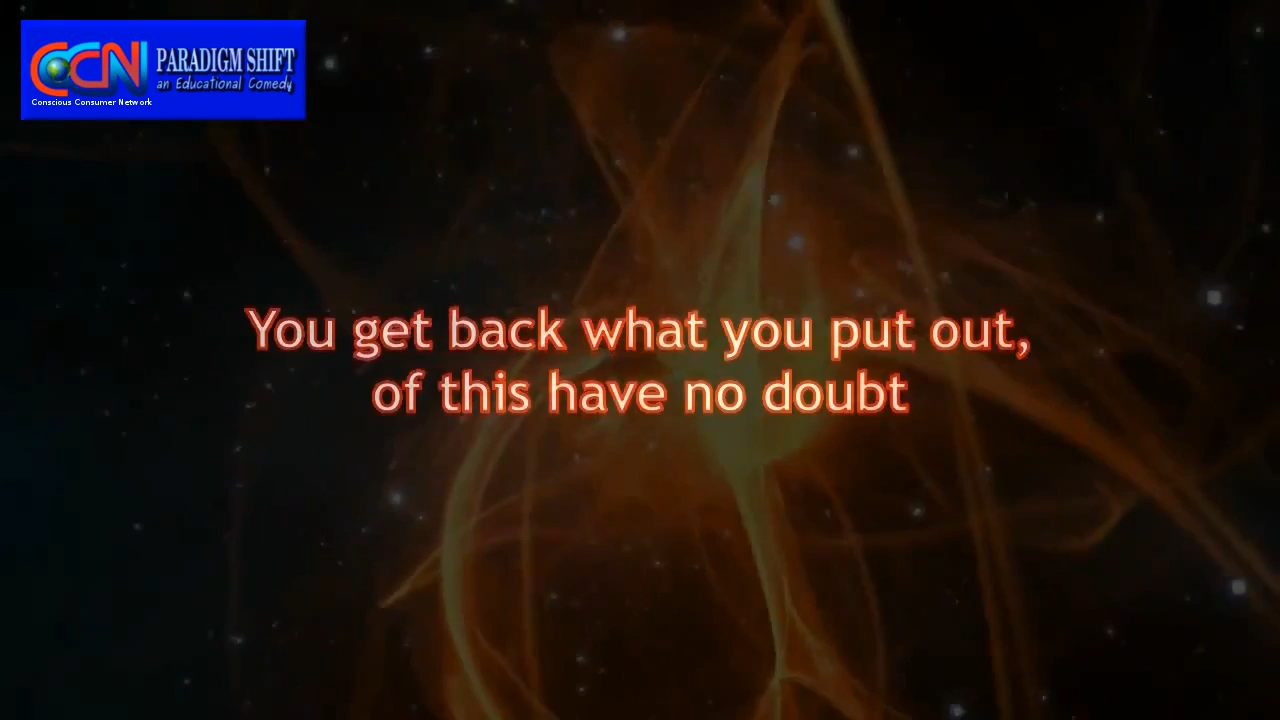 CCN PARADIGM SHIFT
an Educational Comedy
Conscious Consumer Network
You get back what you put out,
of this have no doubt